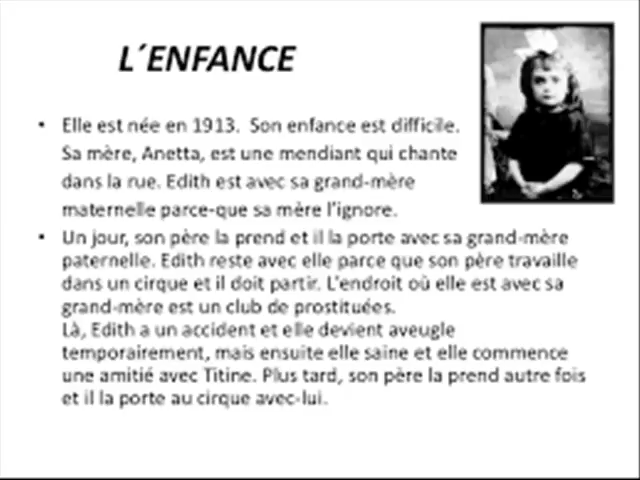 L´ENFANCE
• Elle est née en 1913. Son enfance est difficile.
Sa mère, Anetta, est une mendiant qui chante
dans la rue. Edith est avec sa grand-mère
maternelle parce-que sa mère l'ignore.
• Un jour, son père la prend et il la porte avec sa grand-mère
paternelle. Edith reste avec elle parce que son père travaille
dans un cirque et il doit partir. L'endroit où elle est avec sa
grand-mère est un club de prostituées.
Là, Edith a un accident et elle devient aveugle
temporairement, mais ensuite elle saine et elle commence
une amitié avec Titine. Plus tard, son père la prend autre fois
et il la porte au cirque avec-lui.